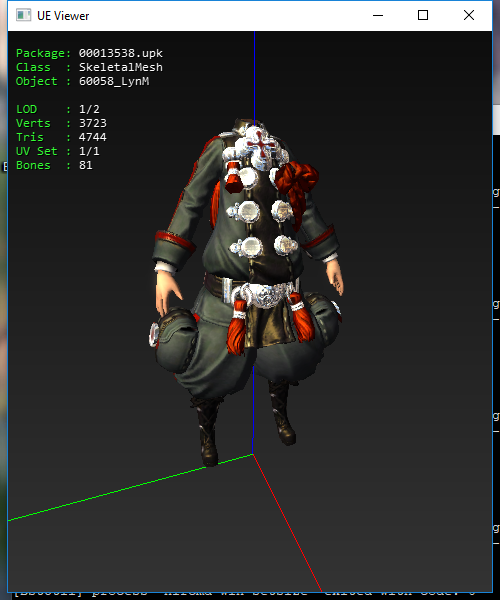 UE Viewer
Package: 00013538.upk
Class : SkeletalMesh
Object : 60058_LynM
LOD : 1/2
Verts : 3723
Tris : 4744
UV Set : 1/1
Bones : 81